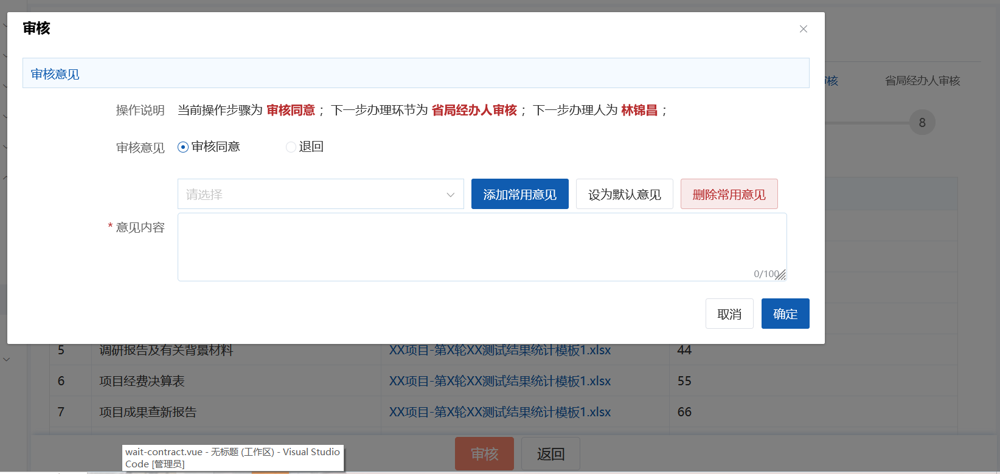 审核
审核意见
审核
省局经办人审核
操作说明 当前操作步骤为 审核同意 ; 下一步办理环节为 省局经办人审核 ; 下一步办理人为 林锦昌 ;
8
审核意见 审核同意 退回
请选择 添加常用意见 设为默认意见 删除常用意见
* 意见内容
0/100
取消 确定
5 调研报告及有关背景材料 XX项目-第X轮XX测试结果统计模板1.xlsx 44
6 项目经费决算表 XX项目-第X轮XX测试结果统计模板1.xlsx 55
7 项目成果查新报告 XX项目-第X轮XX测试结果统计模板1.xlsx 66
审核 返回
wait-contract.vue - 无标题 (工作区) - Visual Studio
Code [管理员]